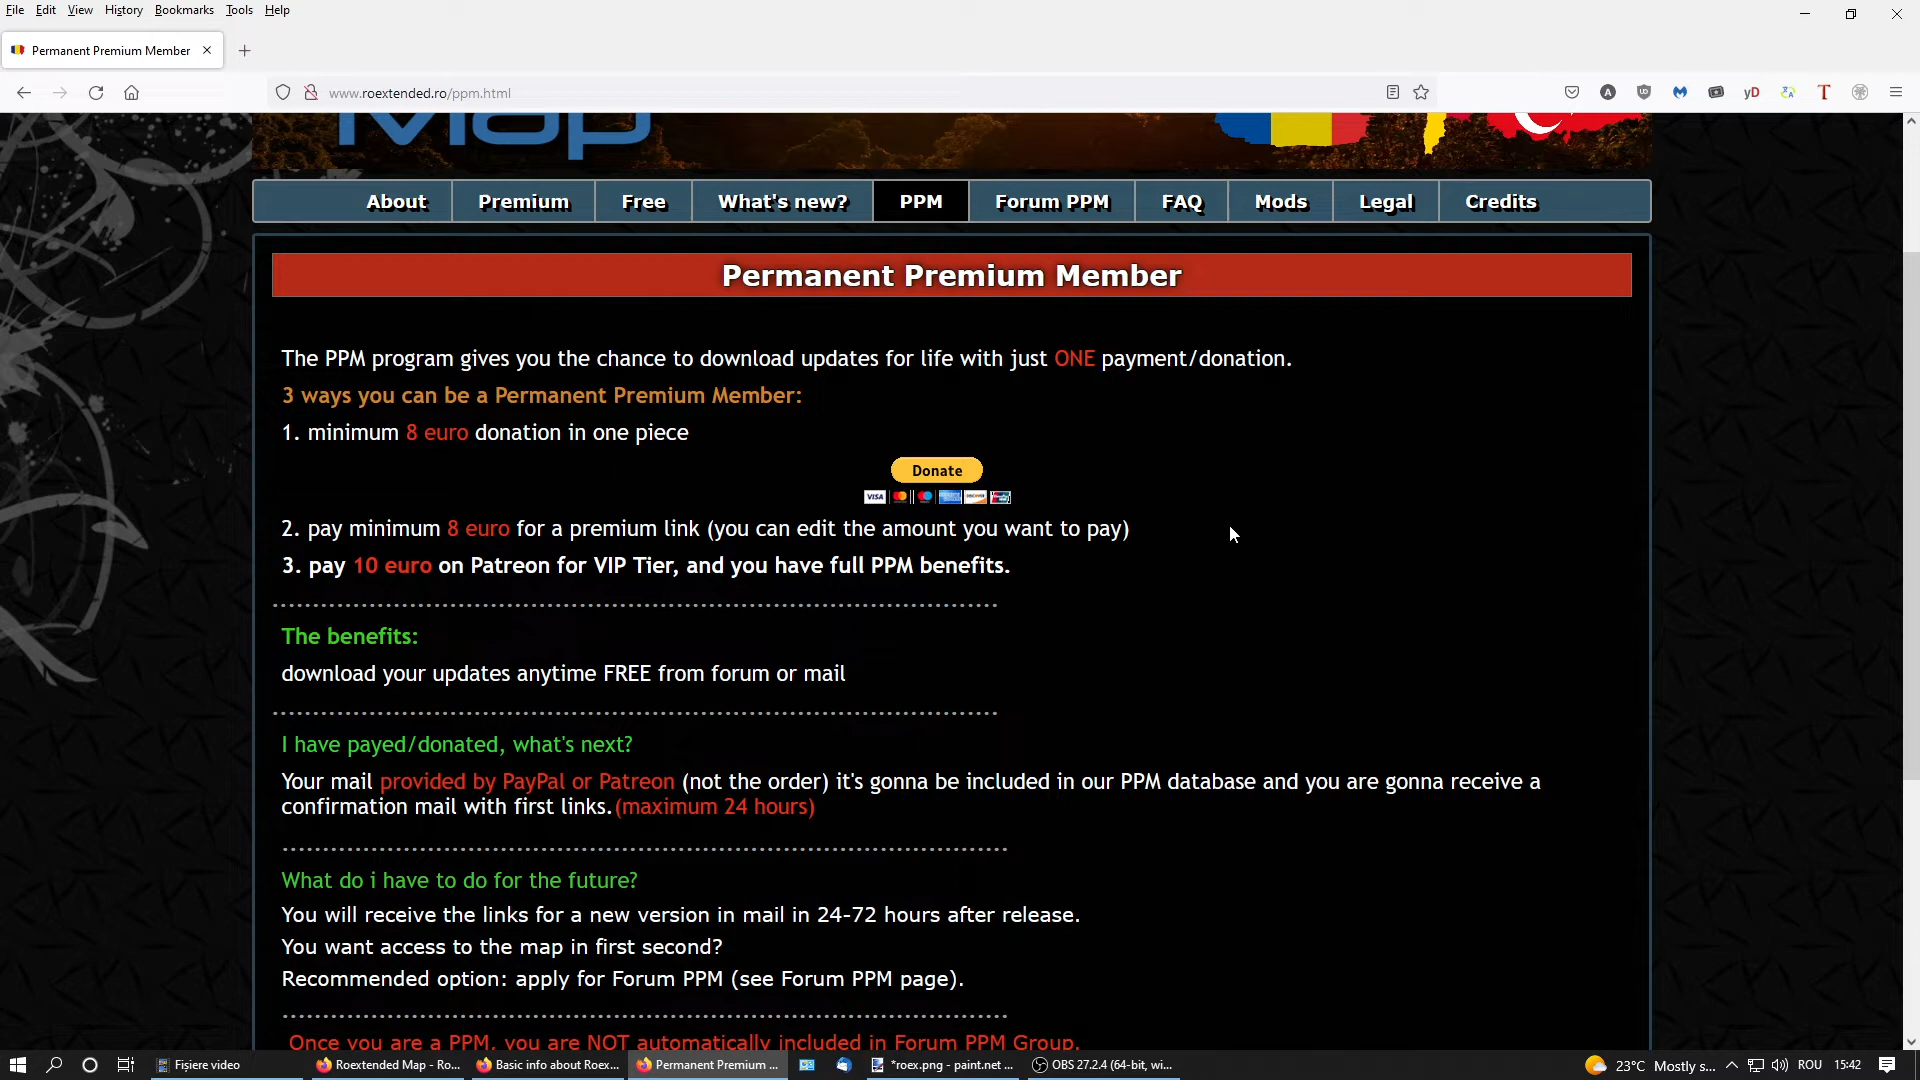 File Edit View History Bookmarks Tools Help
Permanent Premium Member
www.roextended.ro/ppm.html
Map
About Premium Free What's new? PPM Forum PPM FAQ Mods Legal Credits
Permanent Premium Member
The PPM program gives you the chance to download updates for life with just ONE payment/donation.
3 ways you can be a Permanent Premium Member:
1. minimum 8 euro donation in one piece
Donate
VISA
2. pay minimum 8 euro for a premium link (you can edit the amount you want to pay)
3. pay 10 euro on Patreon for VIP Tier, and you have full PPM benefits.
The benefits:
download your updates anytime FREE from forum or mail
I have payed/donated, what's next?
Your mail provided by PayPal or Patreon (not the order) it's gonna be included in our PPM database and you are gonna receive a
confirmation mail with first links.(maximum 24 hours)
What do i have to do for the future?
You will receive the links for a new version in mail in 24-72 hours after release.
You want access to the map in first second?
Recommended option: apply for Forum PPM (see Forum PPM page).
Once you are a PPM, you are NOT automatically included in Forum PPM Group.
Fișiere video Roextended Map - Ro... Basic info about Roex... Permanent Premium ... *roex.png - paint.net ... OBS 27.2.4 (64-bit, wi... 23°C Mostly s... ROU 15:42